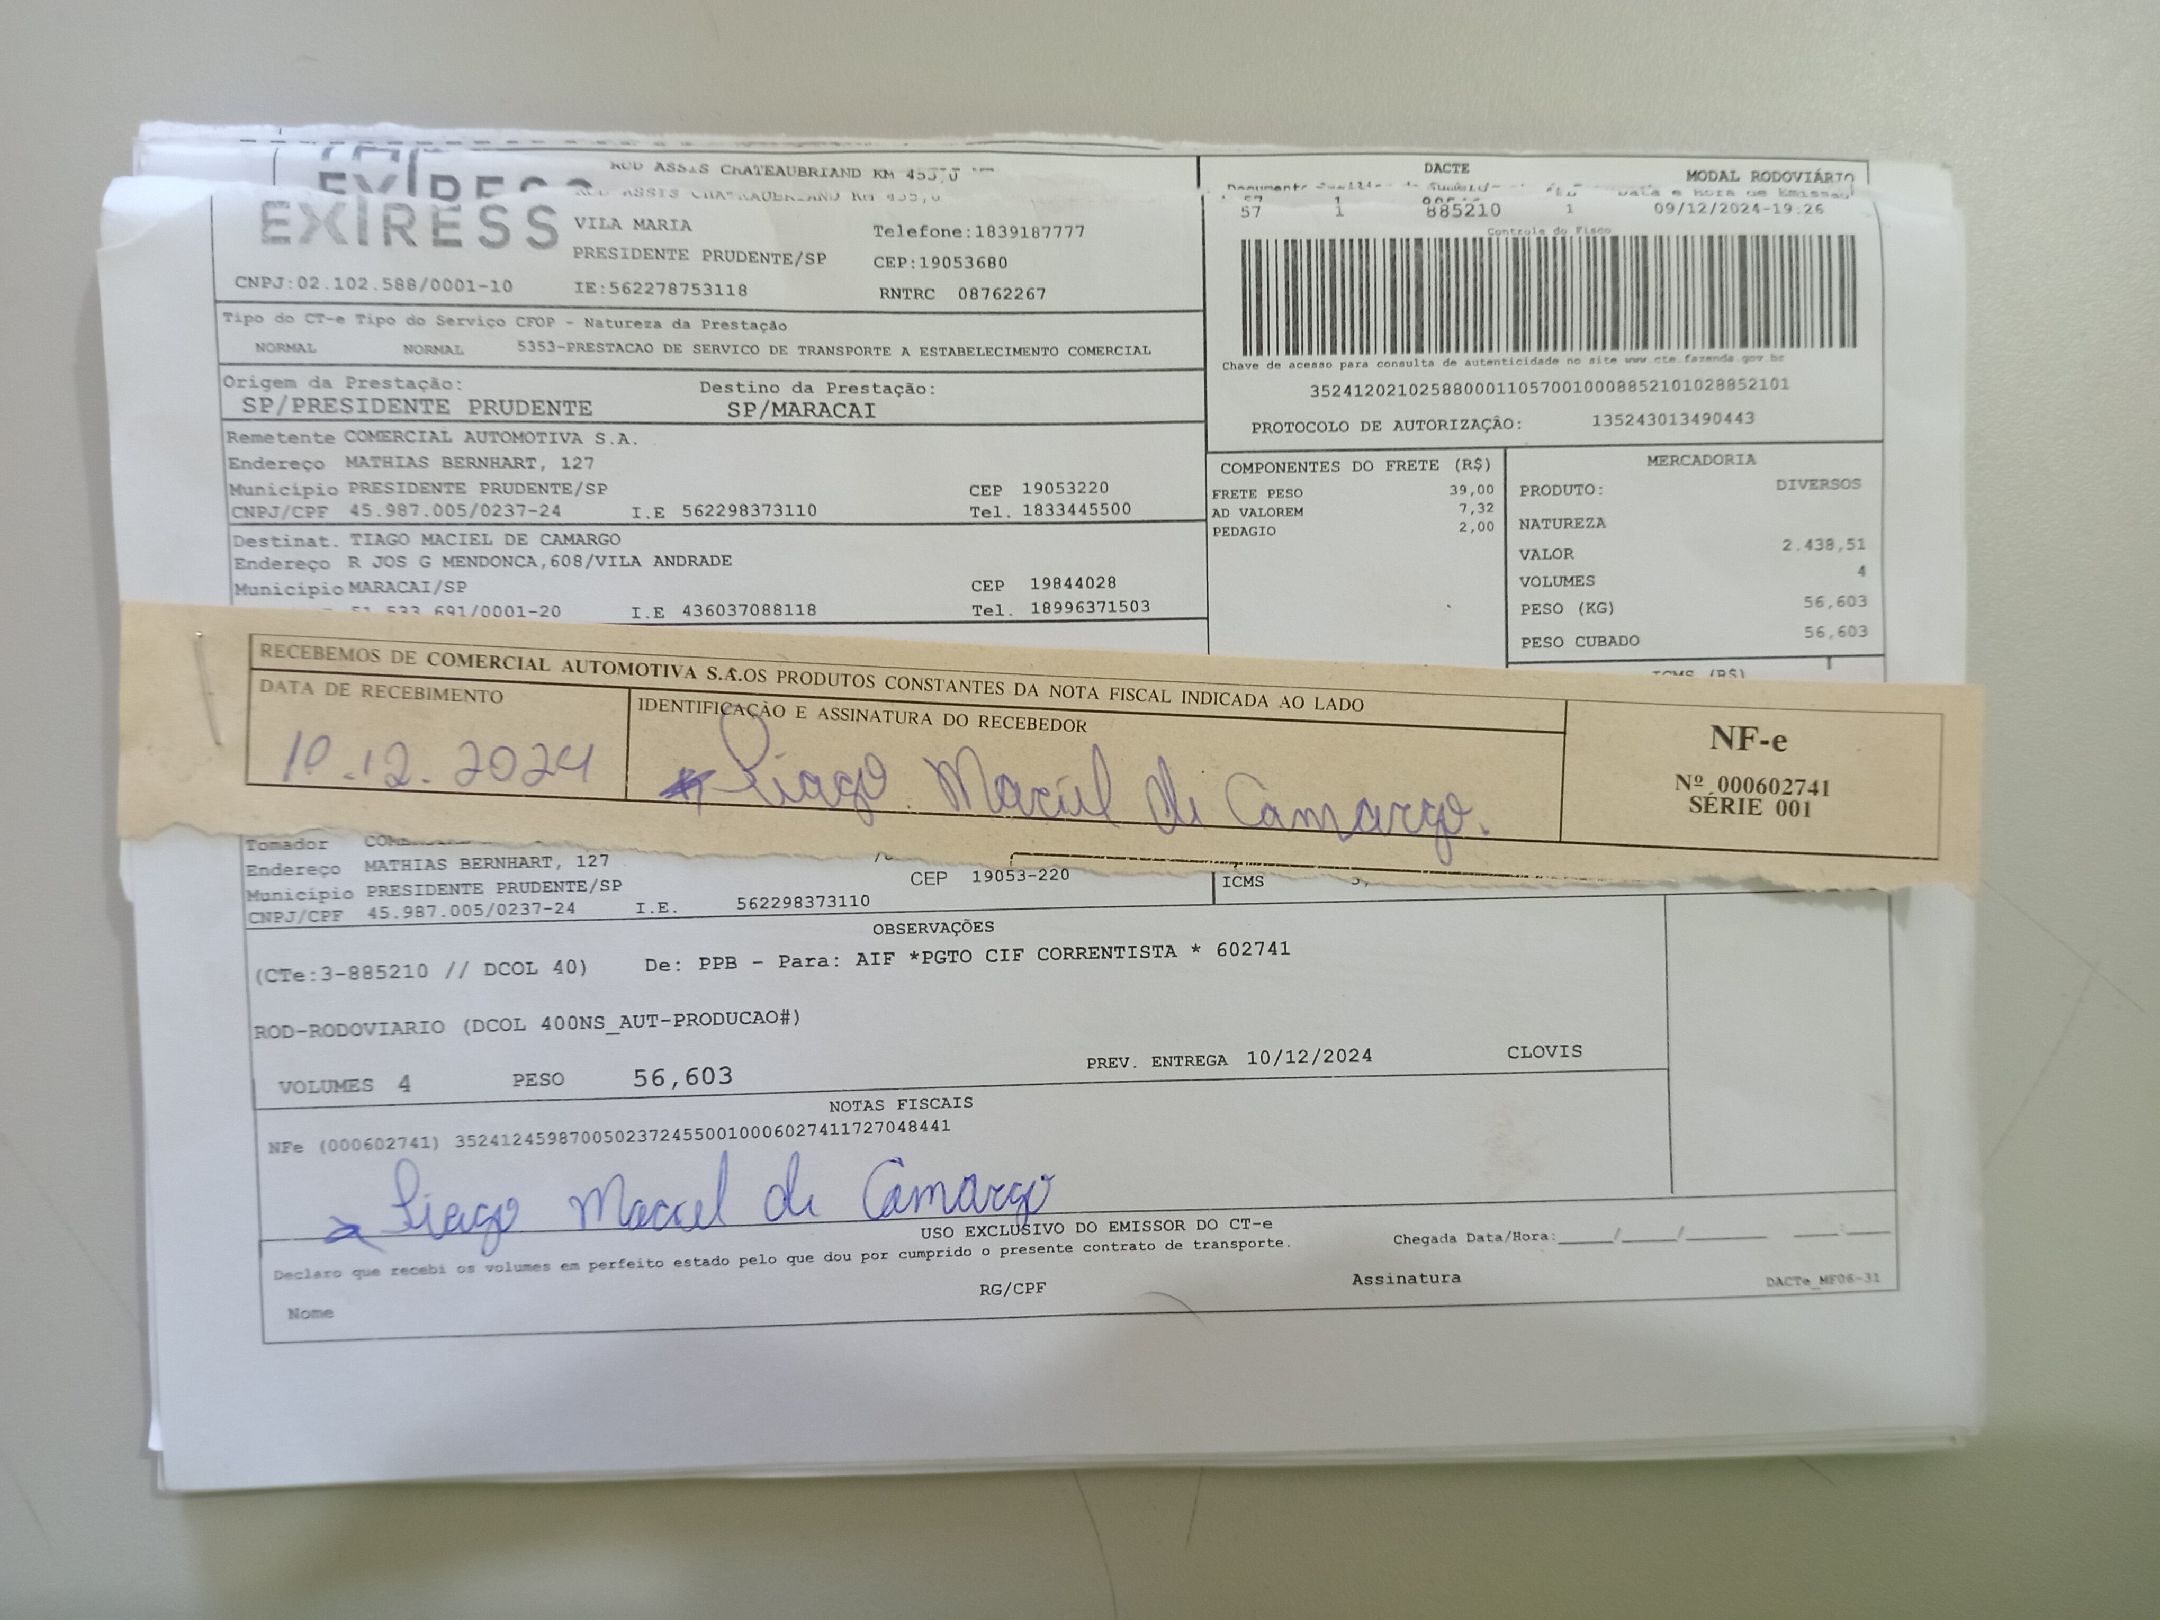 ROD ASSIS CHATEAUBRIAND KM 455,0
DACTE
MODAL RODOVIÁRIO
EXPRESS
VILA MARIA
Telefone:1839187777
PRESIDENTE PRUDENTE/SP
CEP:19053680
CNPJ:02.102.588/0001-10
IE:562278753118
RNTRC 08762267
57 1 885210 1 09/12/2024-19:26
Controle do Fisco
Chave de acesso para consulta de autenticidade no site www.cte.fazenda.gov.br
35241202102588000110570010008852101028852101
PROTOCOLO DE AUTORIZAÇÃO: 135243013490443
Tipo do CT-e Tipo do Serviço CFOP - Natureza da Prestação
NORMAL NORMAL 5353-PRESTACAO DE SERVICO DE TRANSPORTE A ESTABELECIMENTO COMERCIAL
Origem da Prestação: Destino da Prestação:
SP/PRESIDENTE PRUDENTE SP/MARACAI
Remetente COMERCIAL AUTOMOTIVA S.A.
Endereço MATHIAS BERNHART, 127
Município PRESIDENTE PRUDENTE/SP CEP 19053220
CNPJ/CPF 45.987.005/0237-24 I.E 562298373110 Tel. 1833445500
Destinat. TIAGO MACIEL DE CAMARGO
Endereço R JOS G MENDONCA,608/VILA ANDRADE
Município MARACAI/SP CEP 19844028
51.533.691/0001-20 I.E 436037088118 Tel. 18996371503
COMPONENTES DO FRETE (R$)
FRETE PESO 39,00
AD VALOREM 7,32
PEDAGIO 2,00
MERCADORIA
PRODUTO: DIVERSOS
NATUREZA
VALOR 2.438,51
VOLUMES 4
PESO (KG) 56,603
PESO CUBADO 56,603
ICMS (R$)
RECEBEMOS DE COMERCIAL AUTOMOTIVA S.A.OS PRODUTOS CONSTANTES DA NOTA FISCAL INDICADA AO LADO
DATA DE RECEBIMENTO
IDENTIFICAÇÃO E ASSINATURA DO RECEBEDOR
10.12.2024
Tiago Maciel de Camargo.
NF-e
Nº 000602741
SÉRIE 001
Tomador
Endereço MATHIAS BERNHART, 127
Município PRESIDENTE PRUDENTE/SP CEP 19053-220
CNPJ/CPF 45.987.005/0237-24 I.E. 562298373110
ICMS
OBSERVAÇÕES
(CTe:3-885210 // DCOL 40) De: PPB - Para: AIF *PGTO CIF CORRENTISTA * 602741
ROD-RODOVIARIO (DCOL 400NS_AUT-PRODUCAO#)
PREV. ENTREGA 10/12/2024 CLOVIS
VOLUMES 4 PESO 56,603
NOTAS FISCAIS
NFe (000602741) 35241245987005023724550010006027411727048441
Tiago Maciel de Camargo
USO EXCLUSIVO DO EMISSOR DO CT-e
Declaro que recebi os volumes em perfeito estado pelo que dou por cumprido o presente contrato de transporte.
Chegada Data/Hora:_____/_____/_______ ____:____
Nome RG/CPF Assinatura DACTe_MF06-31